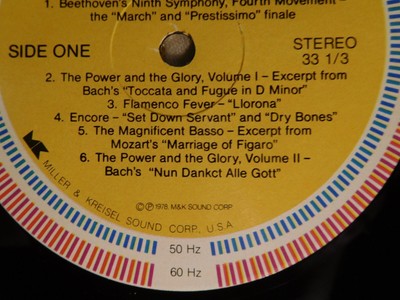 1. Beethoven's Ninth Symphony, Fourth Movement –
the "March" and "Prestissimo" finale
SIDE ONE
STEREO
33 1/3
2. The Power and the Glory, Volume I – Excerpt from
Bach's "Toccata and Fugue in D Minor"
3. Flamenco Fever – "Llorona"
4. Encore – "Set Down Servant" and "Dry Bones"
5. The Magnificent Basso – Excerpt from
Mozart's "Marriage of Figaro"
6. The Power and the Glory, Volume II –
Bach's "Nun Dankct Alle Gott"
©℗1976 M&K SOUND CORP.
MILLER & KREISEL SOUND CORP., U.S.A.
50 Hz
60 Hz